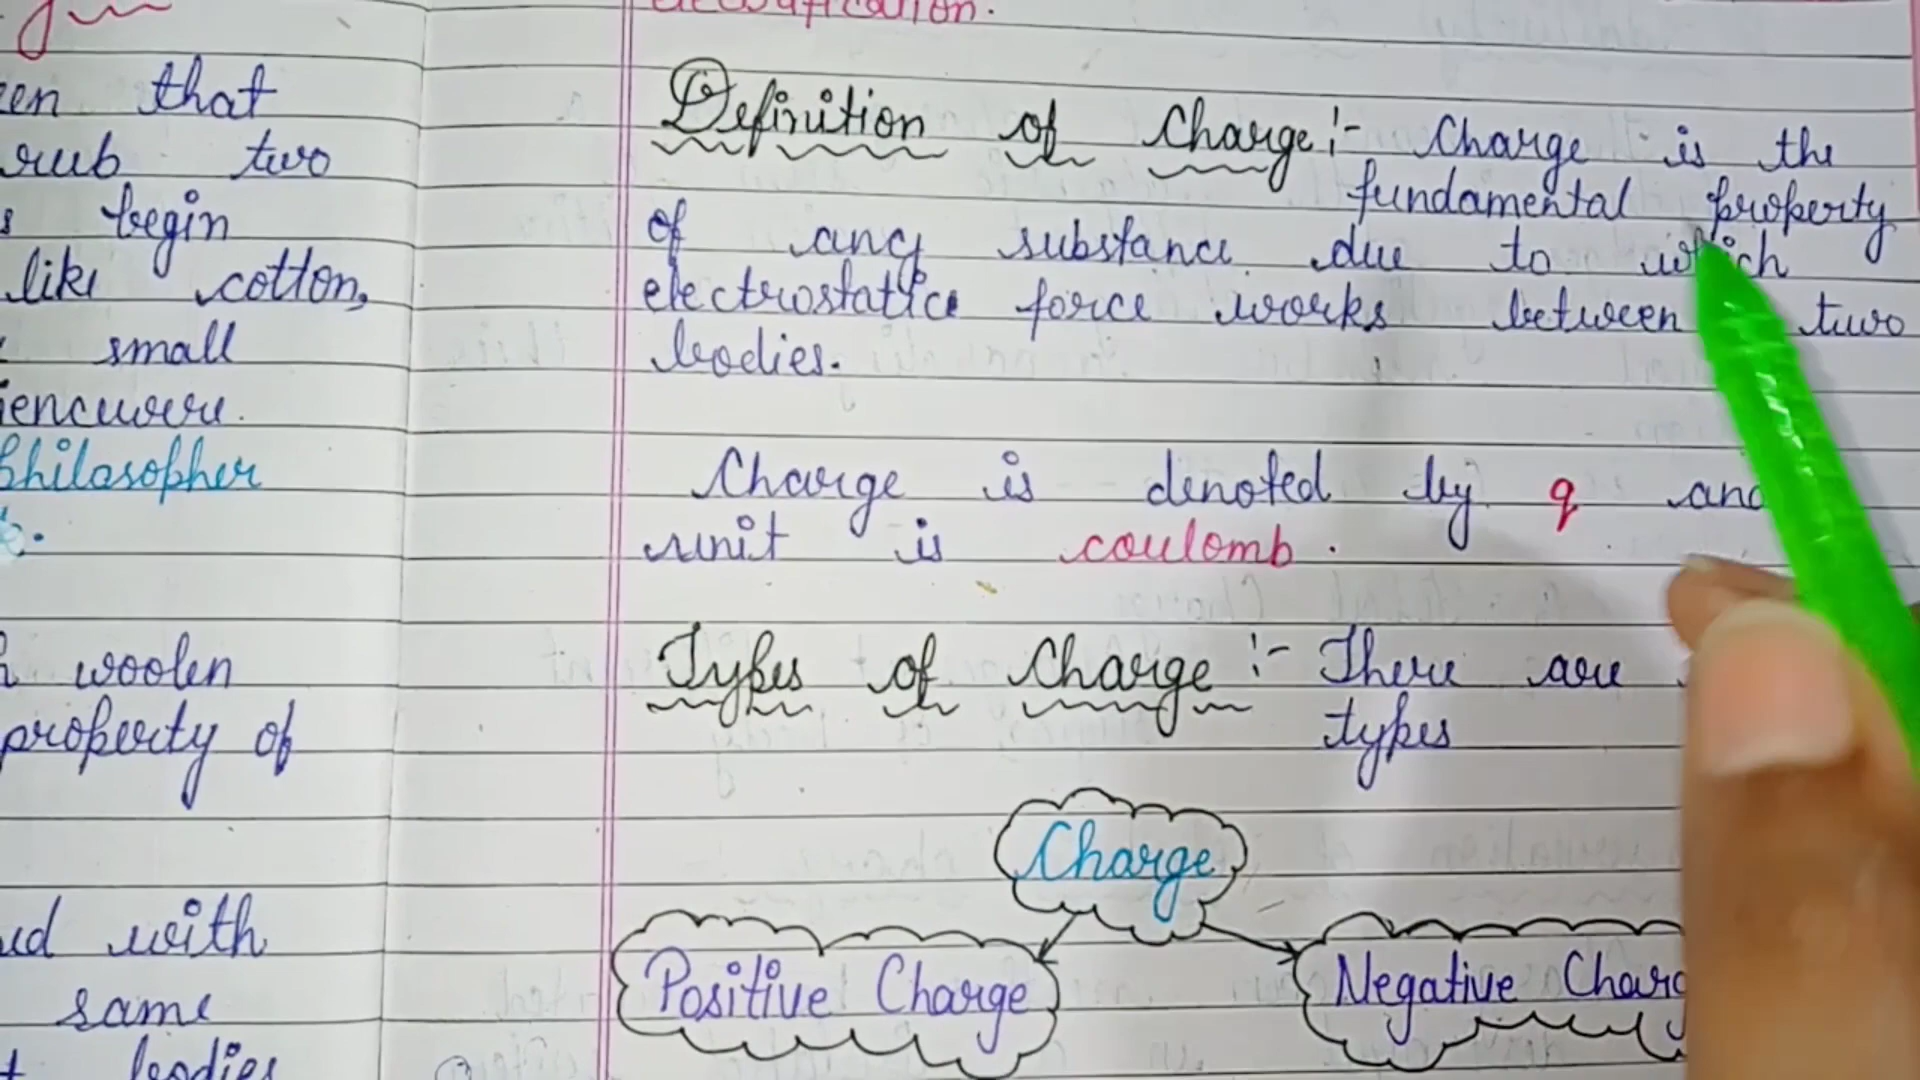 that
rub two
begin
like cotton,
small
philosopher
woolen
property of
with
same
bodies
Definition of Charge:- Charge is the
fundamental property
of any substance due to which
electrostatice force works between two
bodies.
Charge is denoted by q and
unit is coulomb.
Types of Charge:- There are
types
Charge
Positive Charge
Negative